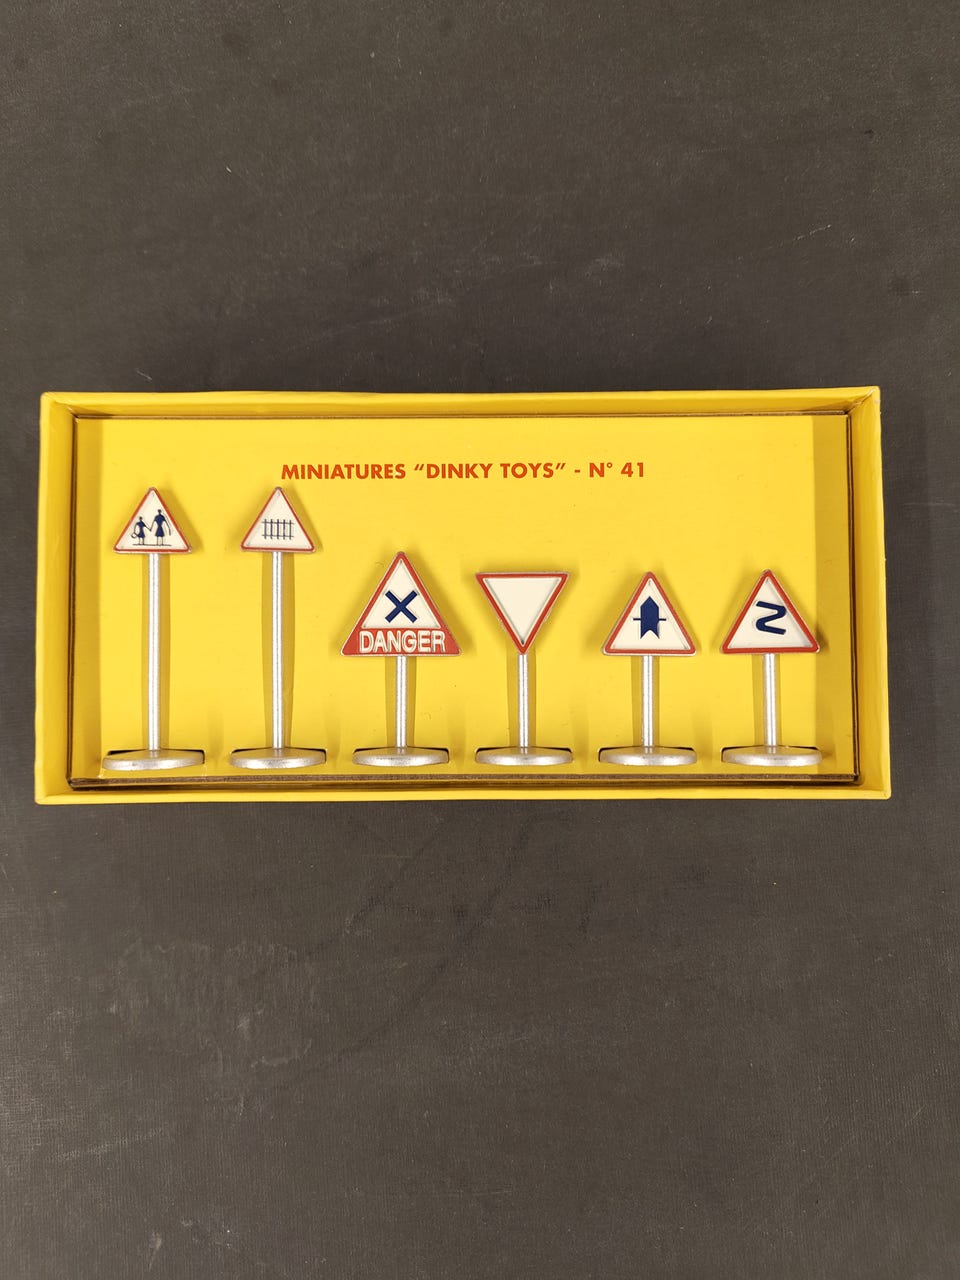 MINIATURES “DINKY TOYS” - N° 41
DANGER